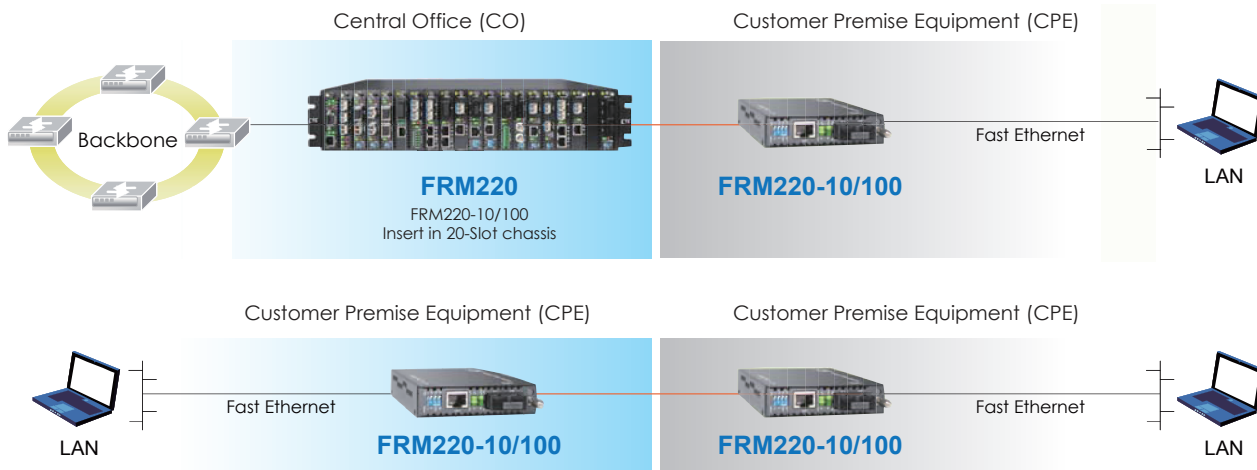 Central Office (CO)
Customer Premise Equipment (CPE)
Backbone
Fast Ethernet
LAN
FRM220
FRM220-10/100
Insert in 20-Slot chassis
FRM220-10/100
Customer Premise Equipment (CPE)
Customer Premise Equipment (CPE)
LAN
Fast Ethernet
FRM220-10/100
FRM220-10/100
Fast Ethernet
LAN